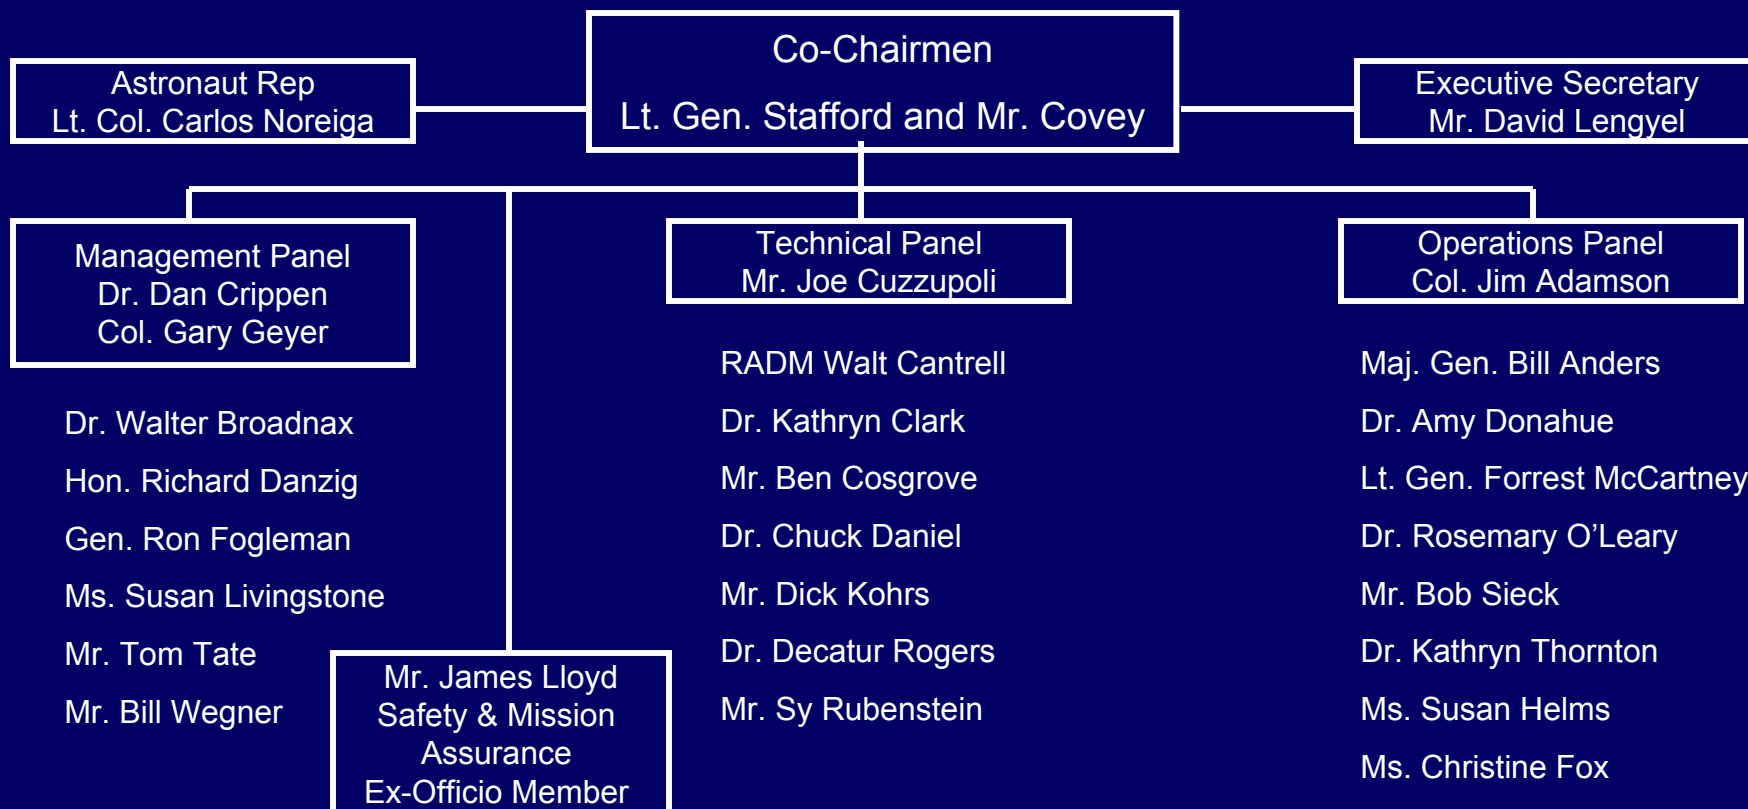 Co-Chairmen
Lt. Gen. Stafford and Mr. Covey
Astronaut Rep
Lt. Col. Carlos Noreiga
Executive Secretary
Mr. David Lengyel
Management Panel
Dr. Dan Crippen
Col. Gary Geyer
Dr. Walter Broadnax
Hon. Richard Danzig
Gen. Ron Fogleman
Ms. Susan Livingstone
Mr. Tom Tate
Mr. Bill Wegner
Mr. James Lloyd
Safety & Mission
Assurance
Ex-Officio Member
Technical Panel
Mr. Joe Cuzzupoli
RADM Walt Cantrell
Dr. Kathryn Clark
Mr. Ben Cosgrove
Dr. Chuck Daniel
Mr. Dick Kohrs
Dr. Decatur Rogers
Mr. Sy Rubenstein
Operations Panel
Col. Jim Adamson
Maj. Gen. Bill Anders
Dr. Amy Donahue
Lt. Gen. Forrest McCartney
Dr. Rosemary O’Leary
Mr. Bob Sieck
Dr. Kathryn Thornton
Ms. Susan Helms
Ms. Christine Fox